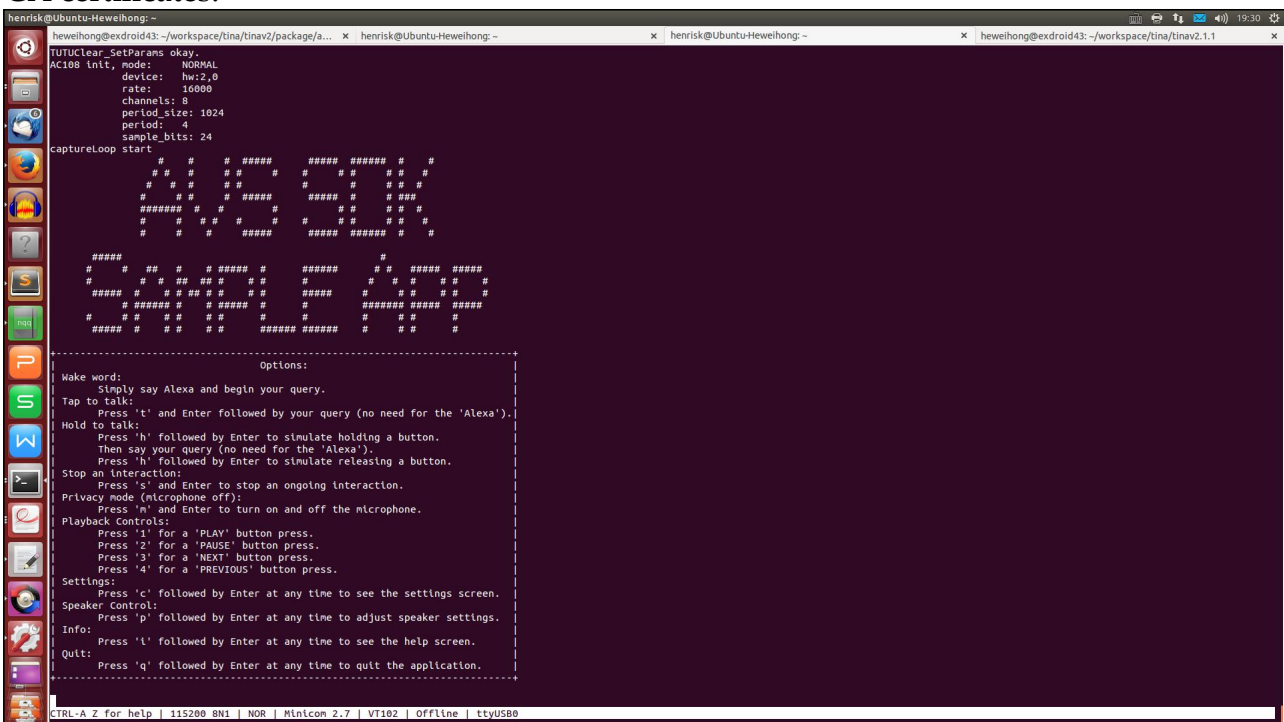 CA certificates.
henrisk@Ubuntu-Heweihong: ~
19:30
heweihong@exdroid43: ~/workspace/tina/tinav2/package/a... × henrisk@Ubuntu-Heweihong: ~ × henrisk@Ubuntu-Heweihong: ~ × heweihong@exdroid43: ~/workspace/tina/tinav2.1.1 ×
TUTUClear_SetParams okay.
AC108 init, mode: NORMAL
device: hw:2,0
rate: 16000
channels: 8
period_size: 1024
period: 4
sample_bits: 24
captureLoop start
AVS SDK
SAMPLE APP
Options:
Wake word:
Simply say Alexa and begin your query.
Tap to talk:
Press 't' and Enter followed by your query (no need for the 'Alexa').
Hold to talk:
Press 'h' followed by Enter to simulate holding a button.
Then say your query (no need for the 'Alexa').
Press 'h' followed by Enter to simulate releasing a button.
Stop an interaction:
Press 's' and Enter to stop an ongoing interaction.
Privacy mode (microphone off):
Press 'm' and Enter to turn on and off the microphone.
Playback Controls:
Press '1' for a 'PLAY' button press.
Press '2' for a 'PAUSE' button press.
Press '3' for a 'NEXT' button press.
Press '4' for a 'PREVIOUS' button press.
Settings:
Press 'c' followed by Enter at any time to see the settings screen.
Speaker Control:
Press 'p' followed by Enter at any time to adjust speaker settings.
Info:
Press 'i' followed by Enter at any time to see the help screen.
Quit:
Press 'q' followed by Enter at any time to quit the application.
CTRL-A Z for help | 115200 8N1 | NOR | Minicom 2.7 | VT102 | Offline | ttyUSB0